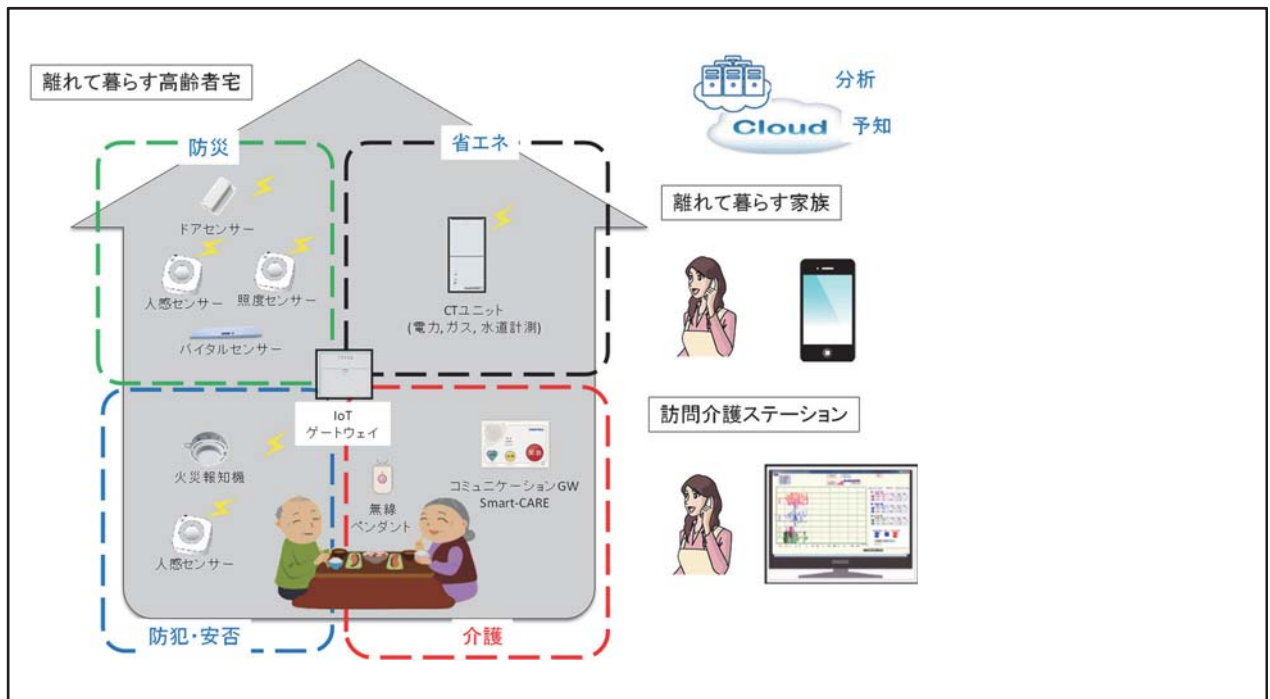 離れて暮らす高齢者宅
防災
ドアセンサー
人感センサー
照度センサー
バイタルセンサー
省エネ
CTユニット
(電力,ガス,水道計測)
IoT
ゲートウェイ
火災報知機
人感センサー
防犯・安否
無線
ペンダント
コミュニケーションGW
Smart-CARE
介護
分析
Cloud
予知
離れて暮らす家族
訪問介護ステーション